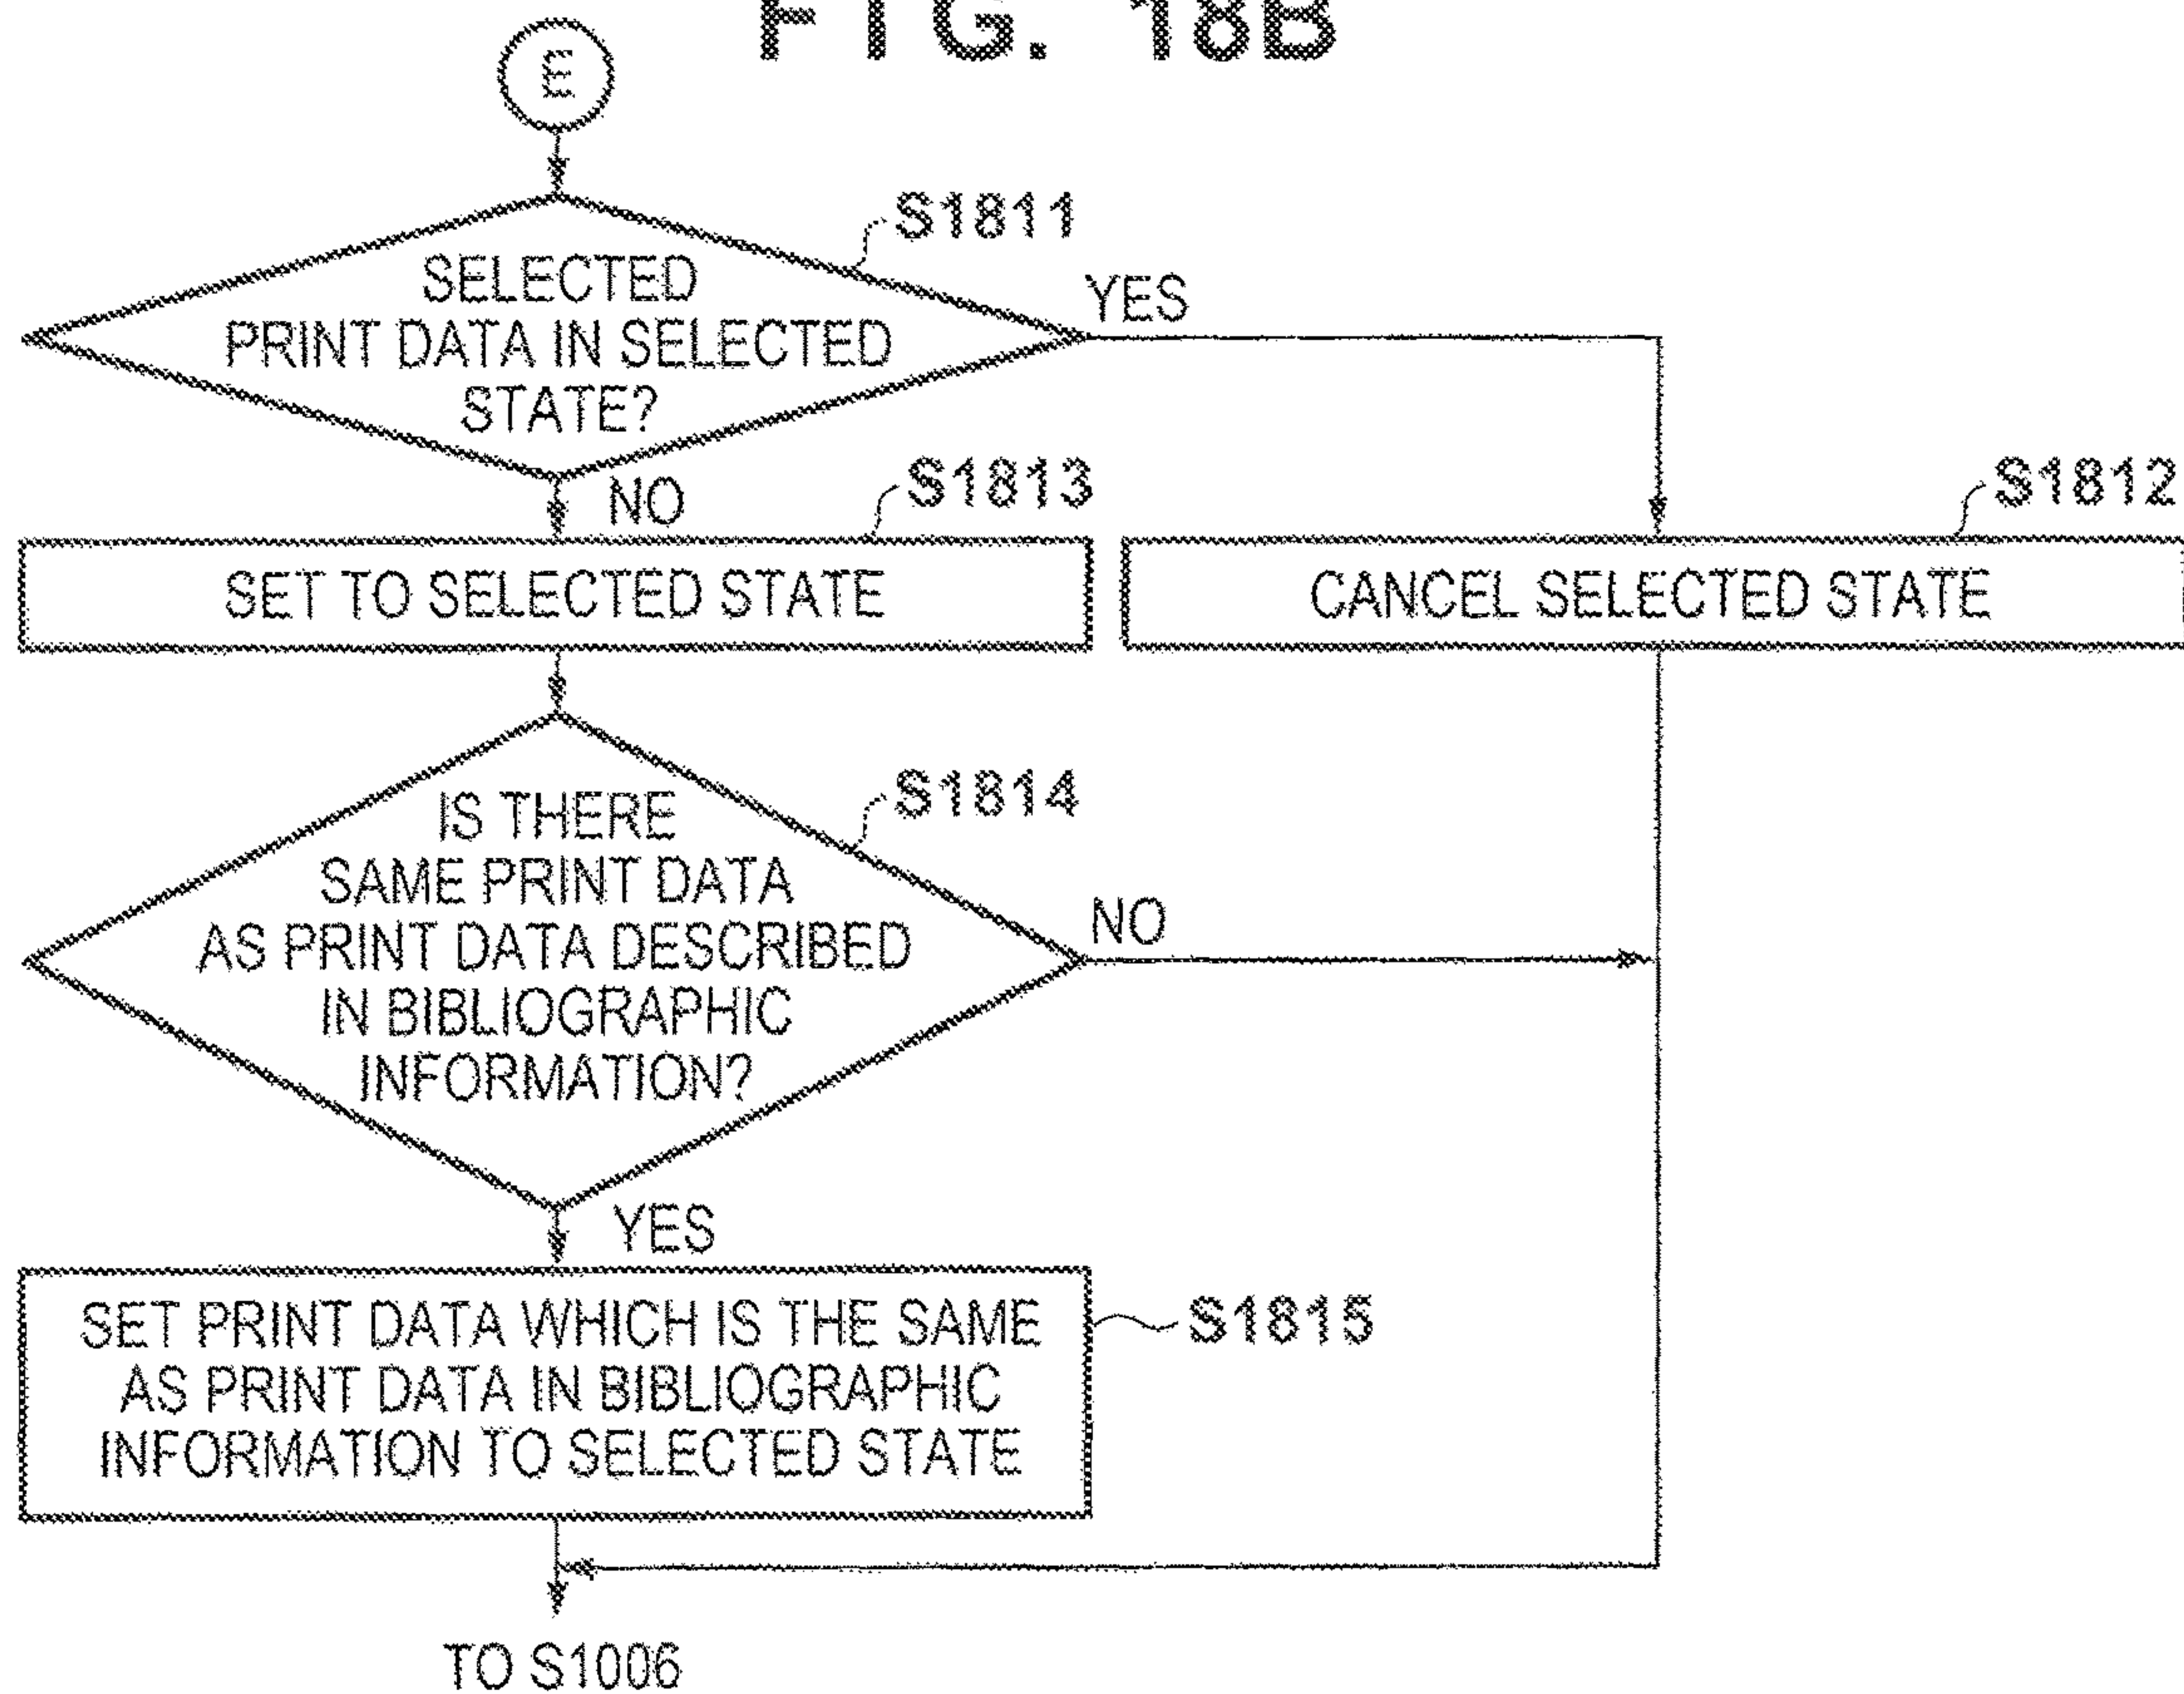 FIG. 18B
E
S1811
SELECTED
PRINT DATA IN SELECTED
STATE?
YES
NO
S1813
S1812
SET TO SELECTED STATE
CANCEL SELECTED STATE
S1814
IS THERE
SAME PRINT DATA
AS PRINT DATA DESCRIBED
IN BIBLIOGRAPHIC
INFORMATION?
NO
YES
SET PRINT DATA WHICH IS THE SAME
AS PRINT DATA IN BIBLIOGRAPHIC
INFORMATION TO SELECTED STATE
S1815
TO S1006